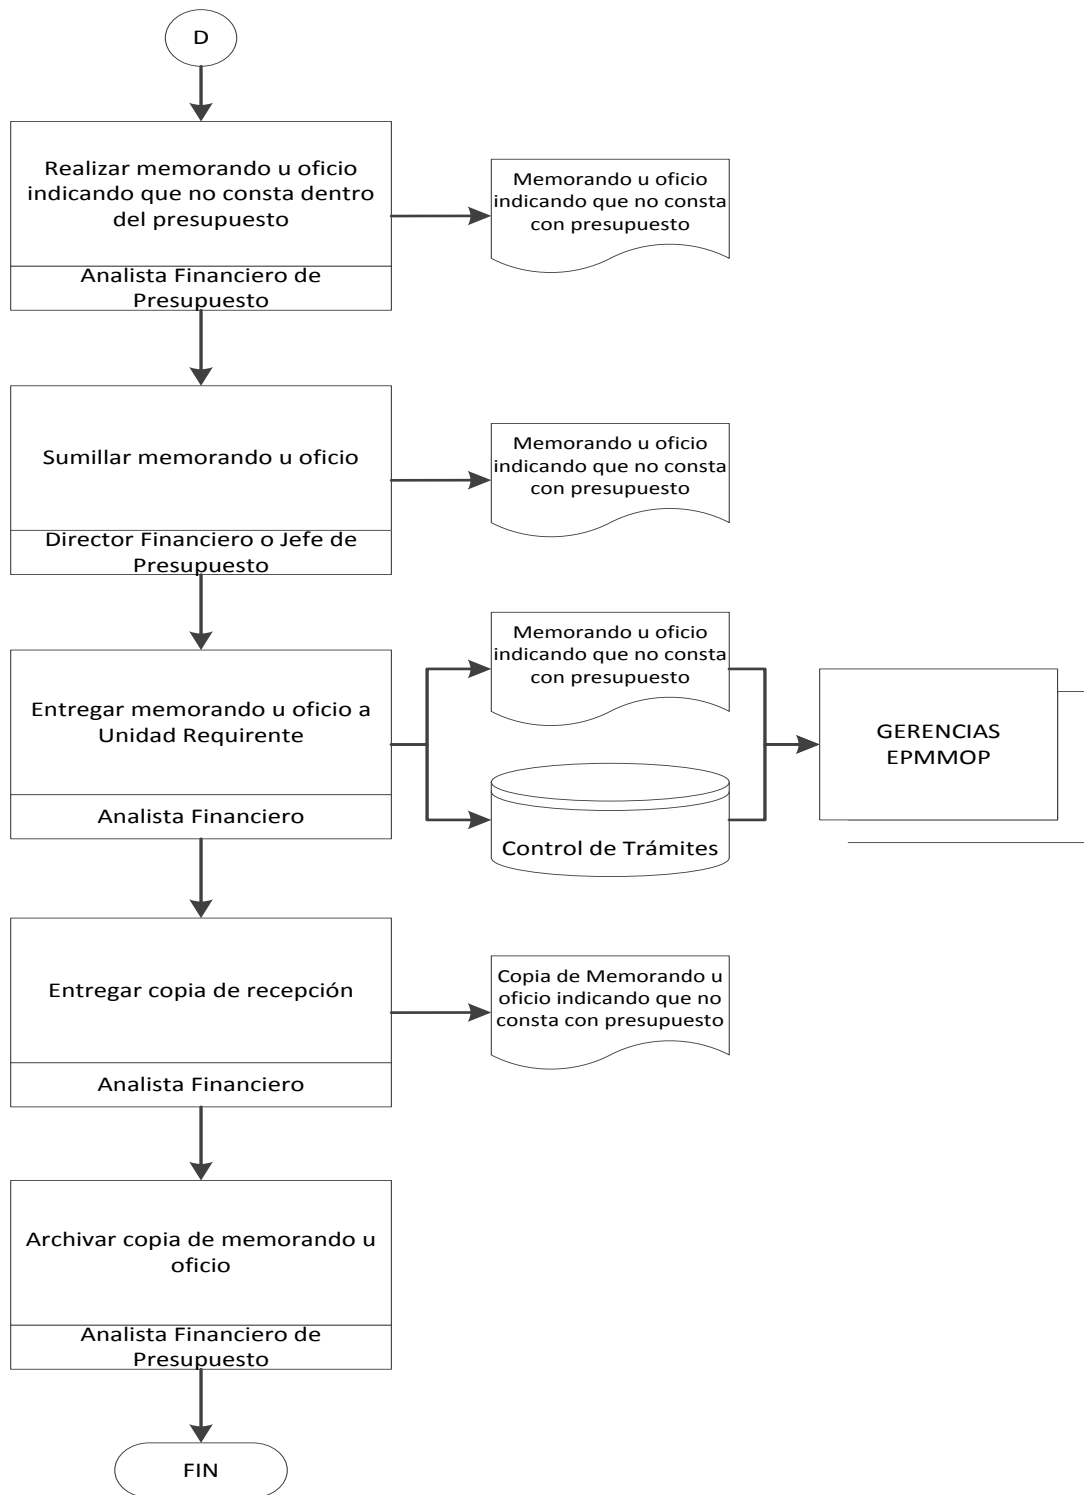 D
Realizar memorando u oficio
indicando que no consta dentro
del presupuesto
Analista Financiero de
Presupuesto
Memorando u oficio
indicando que no consta
con presupuesto
Sumillar memorando u oficio
Director Financiero o Jefe de
Presupuesto
Memorando u oficio
indicando que no consta
con presupuesto
Entregar memorando u oficio a
Unidad Requirente
Analista Financiero
Memorando u oficio
indicando que no consta
con presupuesto
Control de Trámites
GERENCIAS
EPMMOP
Entregar copia de recepción
Analista Financiero
Copia de Memorando u
oficio indicando que no
consta con presupuesto
Archivar copia de memorando u
oficio
Analista Financiero de
Presupuesto
FIN